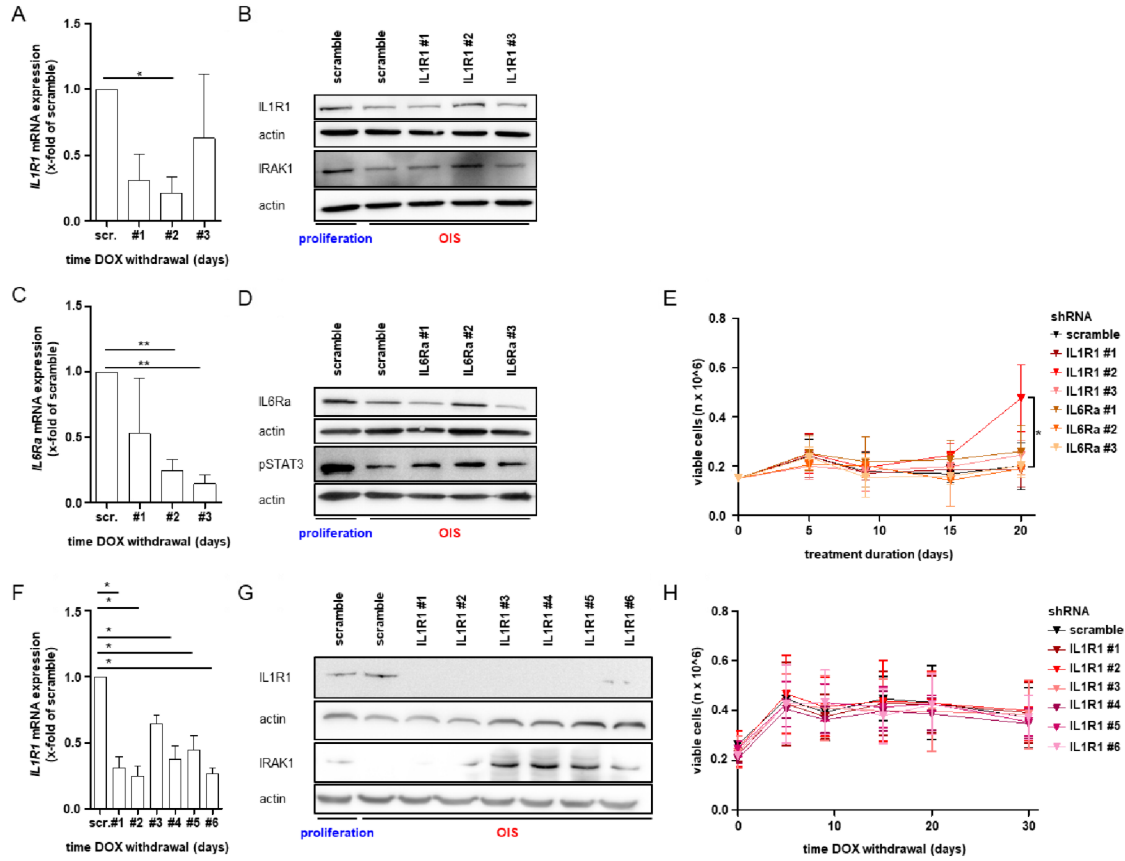 A
IL1R1 mRNA expression
(x-fold of scramble)
1.5
1.0
0.5
0.0
*
scr. #1 #2 #3
time DOX withdrawal (days)
B
scramble
scramble
IL1R1 #1
IL1R1 #2
IL1R1 #3
IL1R1
actin
IRAK1
actin
proliferation
OIS
C
IL6Ra mRNA expression
(x-fold of scramble)
1.5
1.0
0.5
0.0
**
**
scr. #1 #2 #3
time DOX withdrawal (days)
D
scramble
scramble
IL6Ra #1
IL6Ra #2
IL6Ra #3
IL6Ra
actin
pSTAT3
actin
proliferation
OIS
E
viable cells (n x 10^6)
0.8
0.6
0.4
0.2
0.0
0 5 10 15 20
treatment duration (days)
*
shRNA
scramble
IL1R1 #1
IL1R1 #2
IL1R1 #3
IL6Ra #1
IL6Ra #2
IL6Ra #3
F
IL1R1 mRNA expression
(x-fold of scramble)
1.5
1.0
0.5
0.0
*
*
*
*
*
scr.#1 #2 #3 #4 #5 #6
time DOX withdrawal (days)
G
scramble
scramble
IL1R1 #1
IL1R1 #2
IL1R1 #3
IL1R1 #4
IL1R1 #5
IL1R1 #6
IL1R1
actin
IRAK1
actin
proliferation
OIS
H
viable cells (n x 10^6)
0.8
0.6
0.4
0.2
0.0
0 10 20 30
time DOX withdrawal (days)
shRNA
scramble
IL1R1 #1
IL1R1 #2
IL1R1 #3
IL1R1 #4
IL1R1 #5
IL1R1 #6